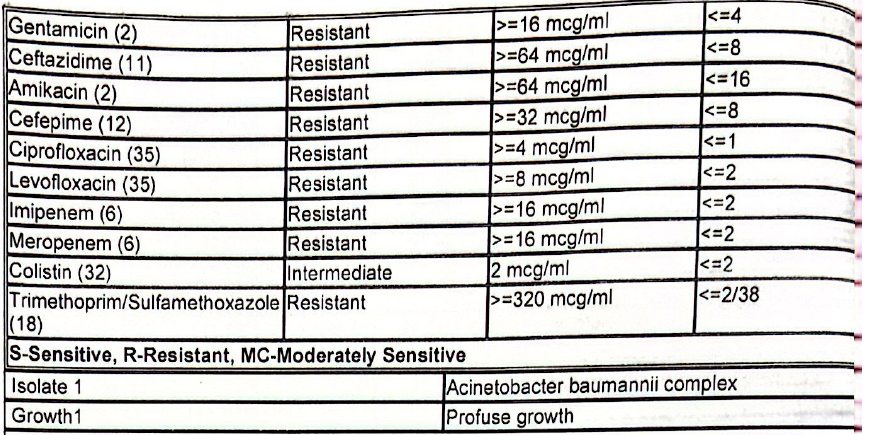 Gentamicin (2) Resistant >=16 mcg/ml <=4
Ceftazidime (11) Resistant >=64 mcg/ml <=8
Amikacin (2) Resistant >=64 mcg/ml <=16
Cefepime (12) Resistant >=32 mcg/ml <=8
Ciprofloxacin (35) Resistant >=4 mcg/ml <=1
Levofloxacin (35) Resistant >=8 mcg/ml <=2
Imipenem (6) Resistant >=16 mcg/ml <=2
Meropenem (6) Resistant >=16 mcg/ml <=2
Colistin (32) Intermediate 2 mcg/ml <=2
Trimethoprim/Sulfamethoxazole Resistant >=320 mcg/ml <=2/38
(18)
S-Sensitive, R-Resistant, MC-Moderately Sensitive
Isolate 1 Acinetobacter baumannii complex
Growth1 Profuse growth